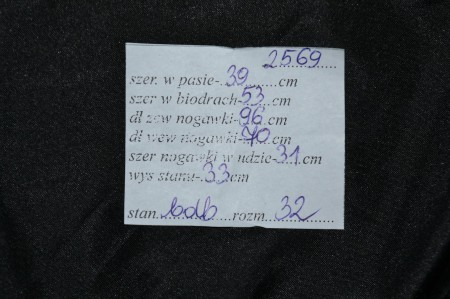 2569
szer. w pasie-.39.......cm
szer w biodrach-53..cm
dł zew nogawki-96.cm
dł wew nogawki-70.cm
szer nogawki w udzie-31.cm
wys stanu-.33cm
stan..bdb....rozm...32......